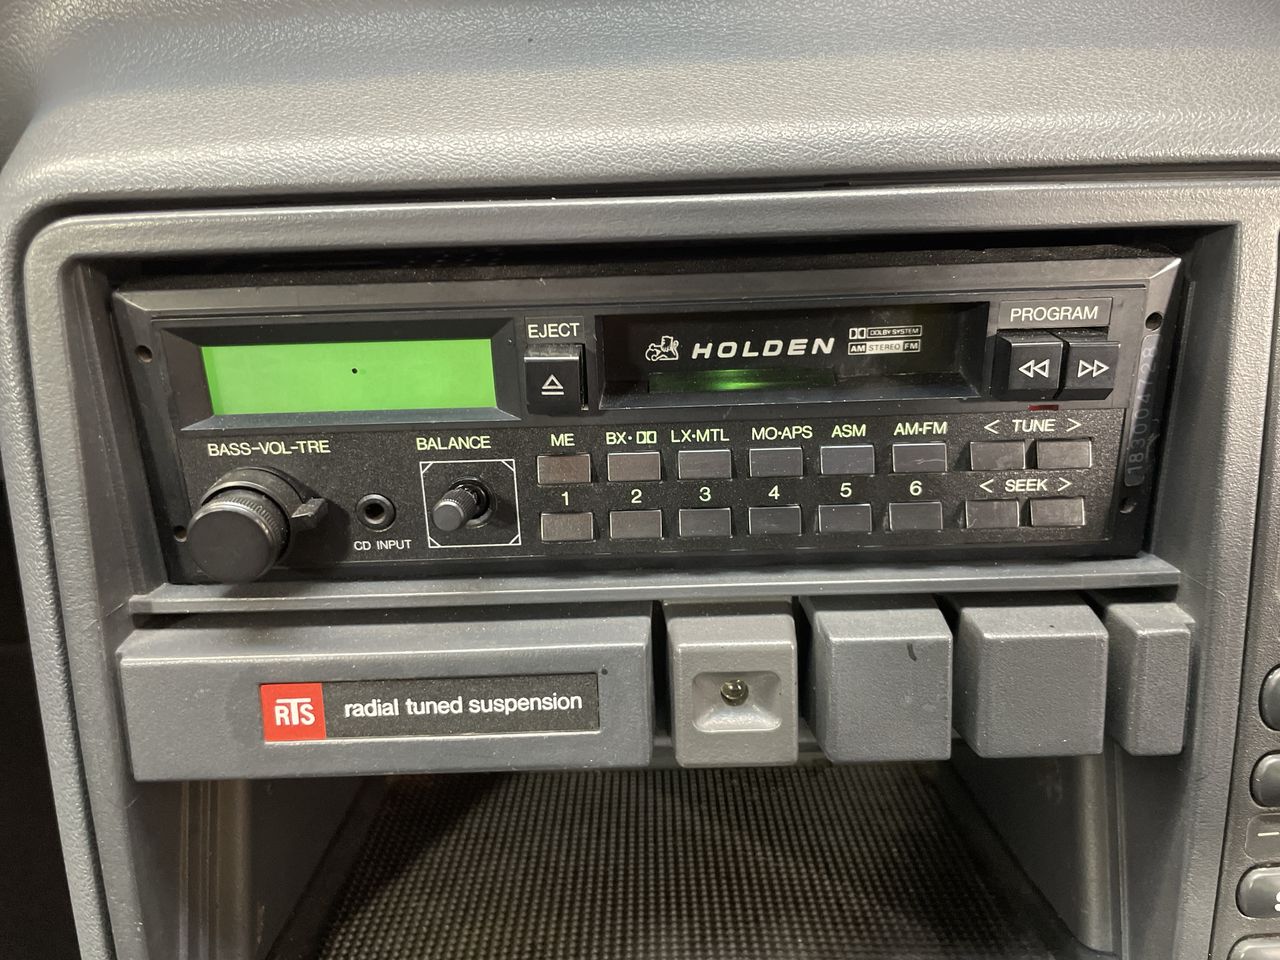 EJECT
HOLDEN
DOLBY SYSTEM
AM STEREO FM
PROGRAM
BASS-VOL-TRE
BALANCE
ME
BX·
LX·MTL
MO·APS
ASM
AM·FM
< TUNE >
1
2
3
4
5
6
< SEEK >
CD INPUT
RTS radial tuned suspension